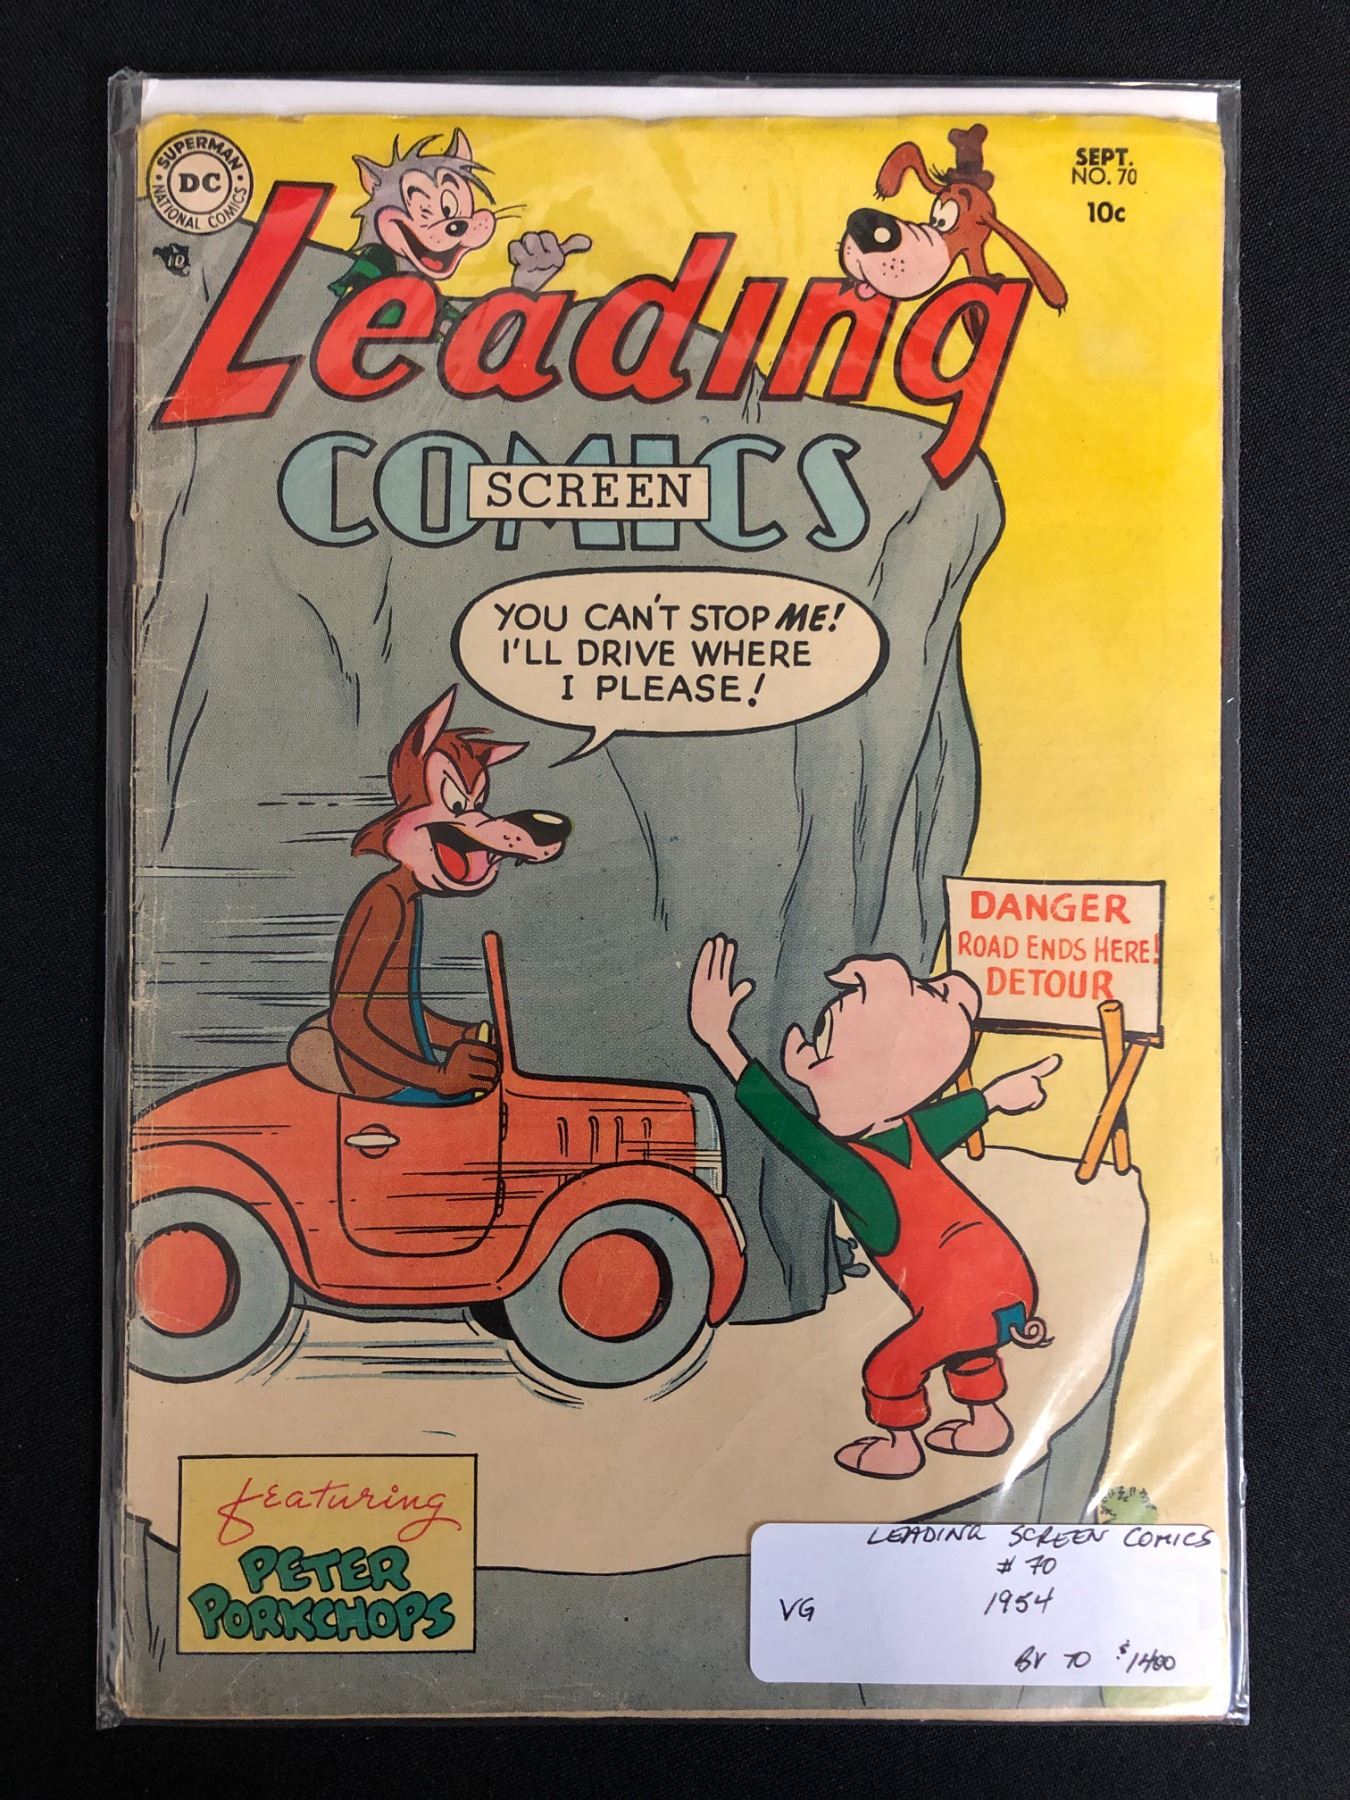 SUPERMAN
DC
NATIONAL COMICS
SEPT.
NO. 70
10c
Leading
COMICS
SCREEN
YOU CAN'T STOP ME!
I'LL DRIVE WHERE
I PLEASE!
DANGER
ROAD ENDS HERE!
DETOUR
featuring
PETER
PORKCHOPS
LEADING SCREEN COMICS
# 70
1954
VG
BV TO